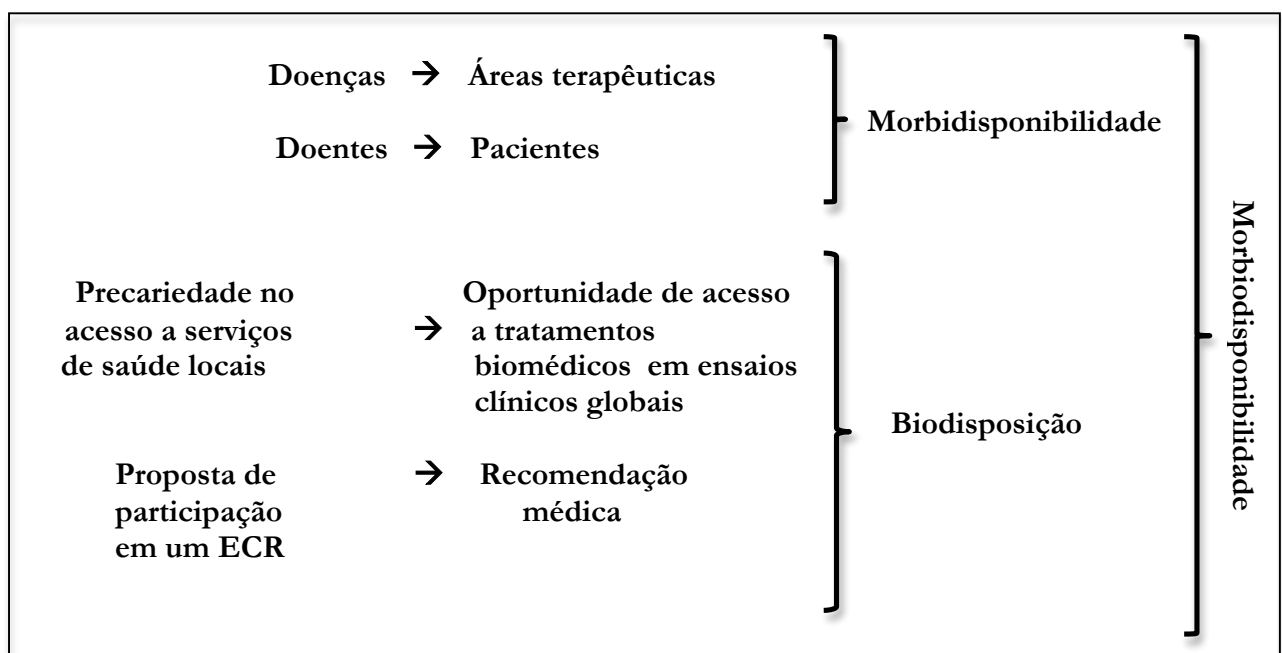 Doenças → Áreas terapêuticas
Doentes → Pacientes
Morbidisponibilidade
Precariedade no
acesso a serviços
de saúde locais
→
Oportunidade de acesso
a tratamentos
biomédicos em ensaios
clínicos globais
Proposta de
participação
em um ECR
→
Recomendação
médica
Biodisposição
Morbiodisponibilidade